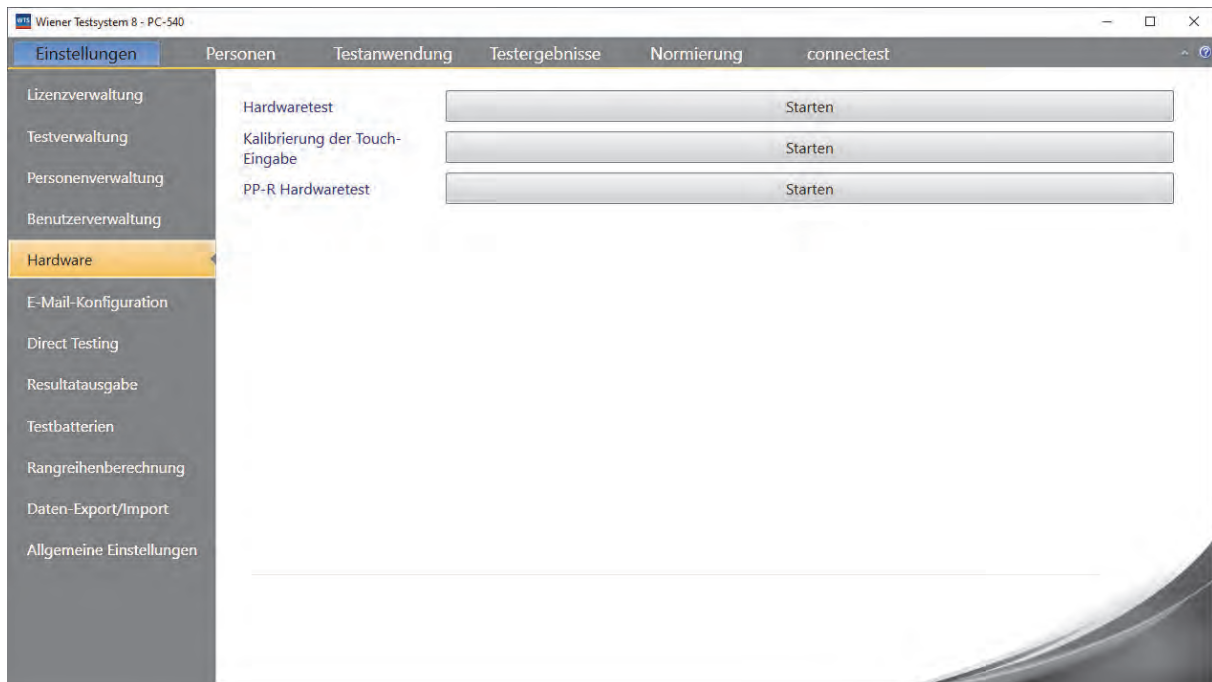 WTS Wiener Testsystem 8 - PC-540
Einstellungen Personen Testanwendung Testergebnisse Normierung connectest
Lizenzverwaltung
Testverwaltung
Personenverwaltung
Benutzerverwaltung
Hardware
E-Mail-Konfiguration
Direct Testing
Resultatausgabe
Testbatterien
Rangreihenberechnung
Daten-Export/Import
Allgemeine Einstellungen
Hardwaretest Starten
Kalibrierung der Touch-
Eingabe Starten
PP-R Hardwaretest Starten